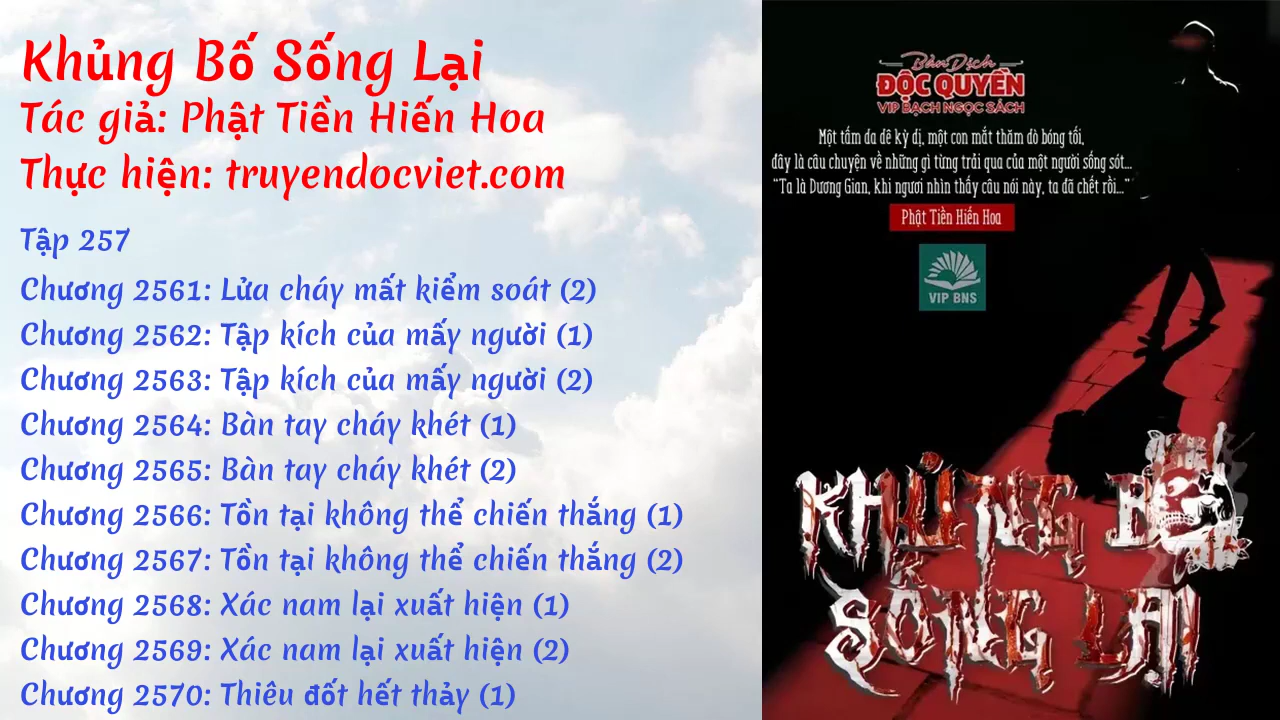 Khủng Bố Sống Lại
Tác giả: Phật Tiền Hiến Hoa
Thực hiện: truyendocviet.com
Tập 257
Chương 2561: Lửa cháy mất kiểm soát (2)
Chương 2562: Tập kích của mấy người (1)
Chương 2563: Tập kích của mấy người (2)
Chương 2564: Bàn tay cháy khét (1)
Chương 2565: Bàn tay cháy khét (2)
Chương 2566: Tồn tại không thể chiến thắng (1)
Chương 2567: Tồn tại không thể chiến thắng (2)
Chương 2568: Xác nam lại xuất hiện (1)
Chương 2569: Xác nam lại xuất hiện (2)
Chương 2570: Thiêu đốt hết thảy (1)
Bản Dịch
ĐỘC QUYỀN
VIP BẠCH NGỌC SÁCH
Một tấm da dê kỳ dị, một con mắt thăm dò bóng tối,
đây là câu chuyện về những gì từng trải qua của một người sống sót...
"Ta là Dương Gian, khi ngươi nhìn thấy câu nói này, ta đã chết rồi..."
Phật Tiền Hiến Hoa
VIP BNS
KHỦNG BỐ
SỐNG LẠI